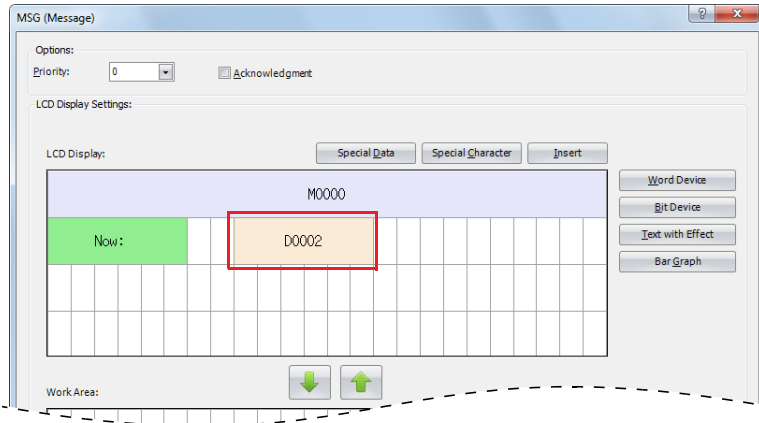 MSG (Message)
Options:
Priority: 0 Acknowledgment
LCD Display Settings:
LCD Display: Special Data Special Character Insert
M0000 Word Device
Bit Device
Now: D0002 Text with Effect
Bar Graph
Work Area: